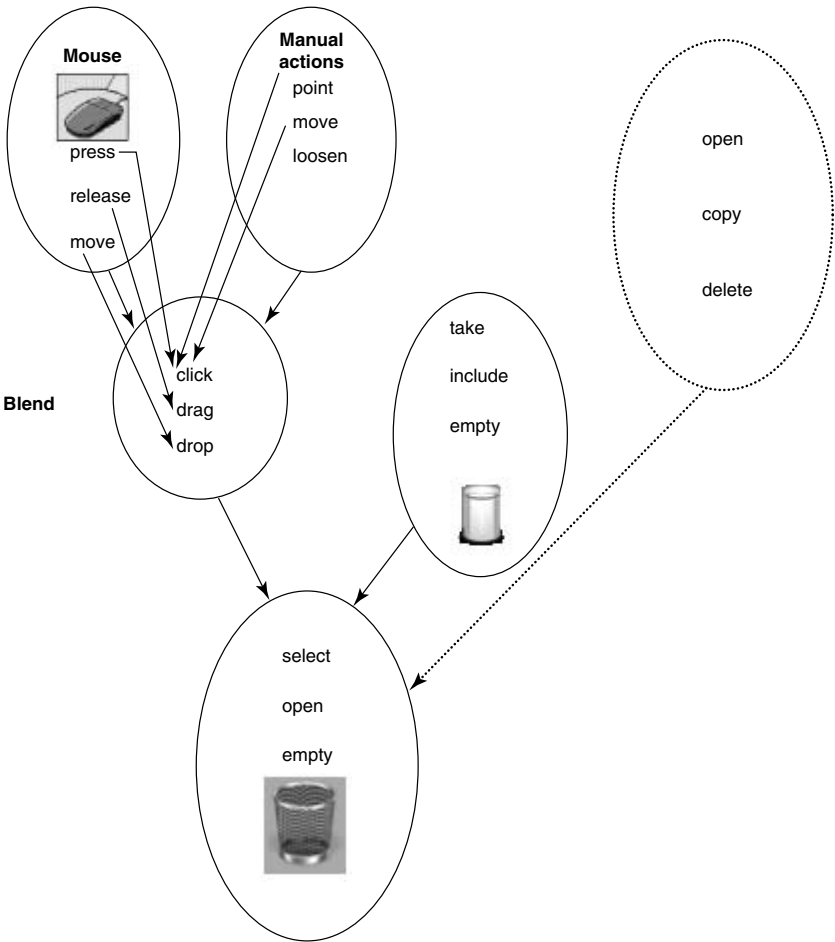 Mouse
press
release
move
Manual
actions
point
move
loosen
open
copy
delete
Blend
click
drag
drop
take
include
empty
select
open
empty